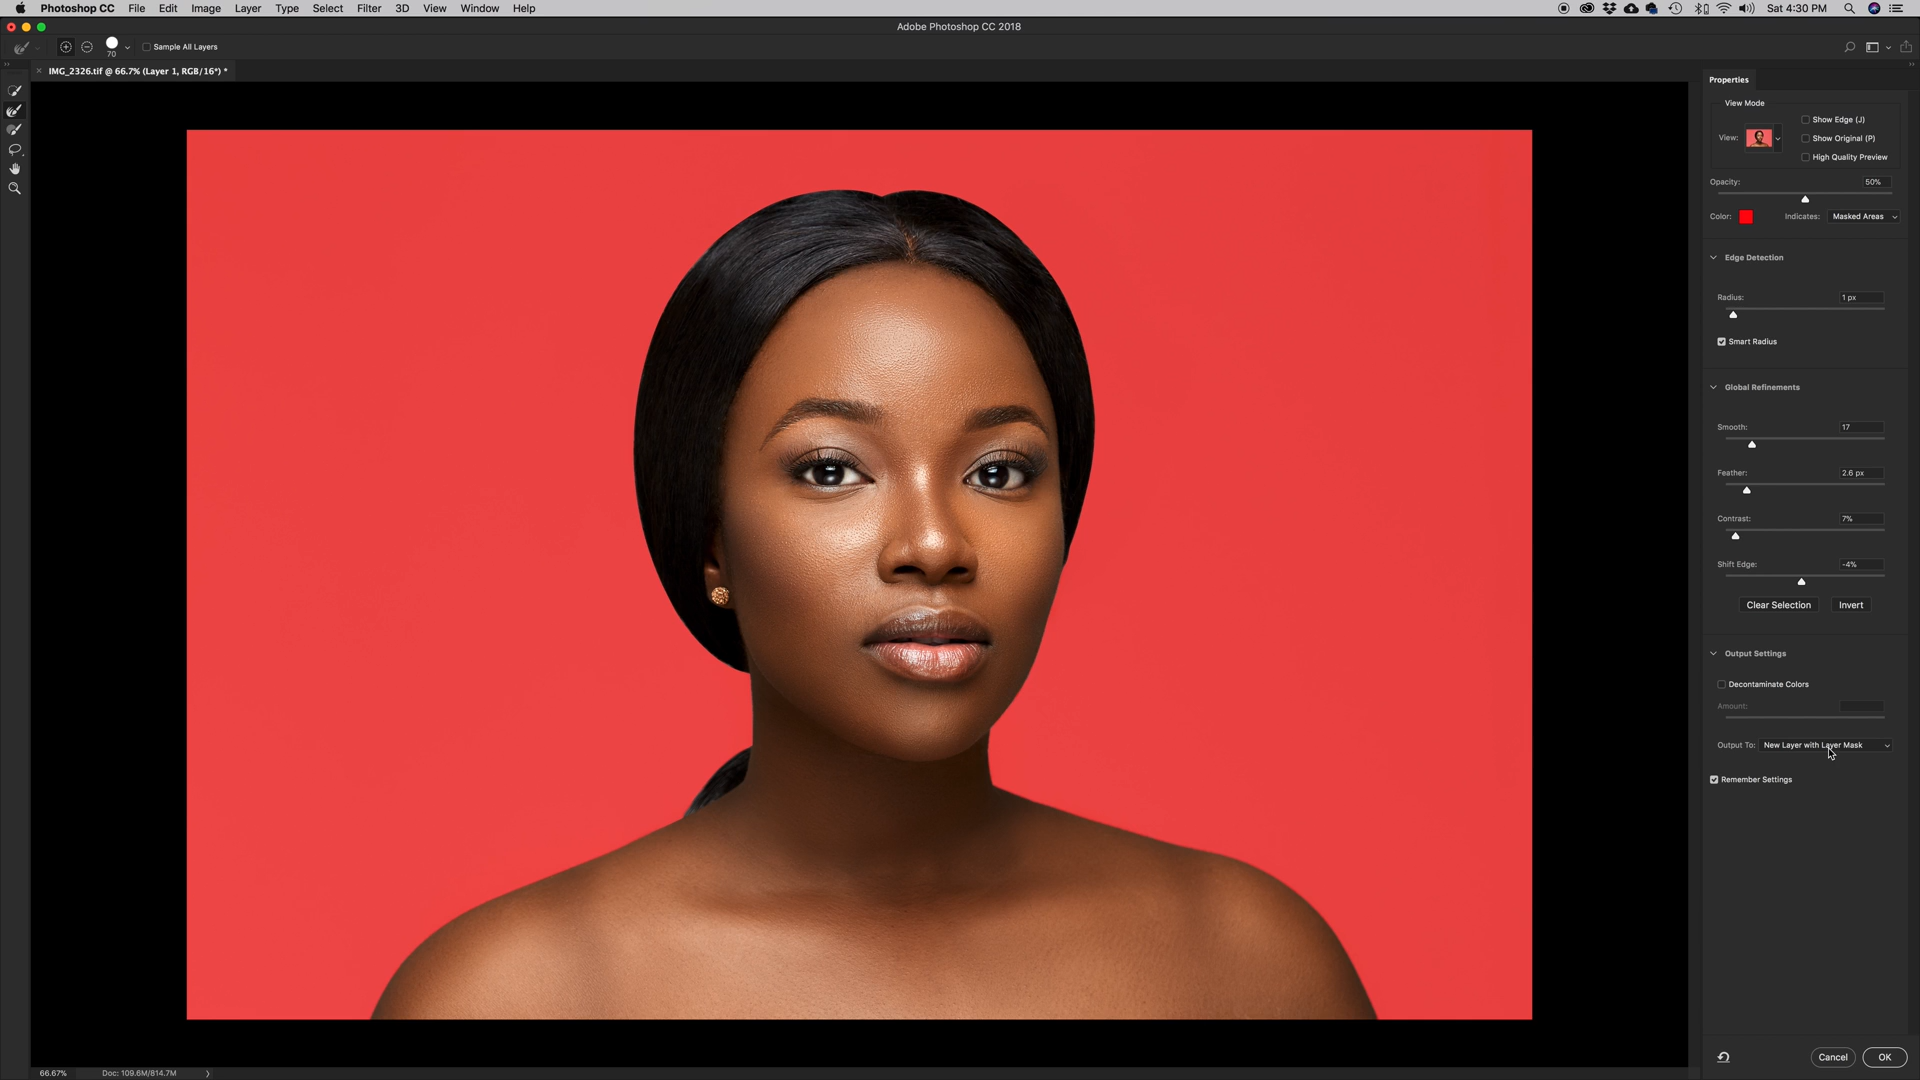 Photoshop CC File Edit Image Layer Type Select Filter 3D View Window Help Sat 4:30 PM
Adobe Photoshop CC 2018
70 Sample All Layers
× IMG_2326.tif @ 66.7% (Layer 1, RGB/16*) *
Properties
View Mode
View:
Show Edge (J)
Show Original (P)
High Quality Preview
Opacity: 50%
Color: Indicates: Masked Areas
Edge Detection
Radius: 1 px
Smart Radius
Global Refinements
Smooth: 17
Feather: 2.6 px
Contrast: 7%
Shift Edge: -4%
Clear Selection Invert
Output Settings
Decontaminate Colors
Amount:
Output To: New Layer with Layer Mask
Remember Settings
66.67% Doc: 109.6M/814.7M
Cancel OK